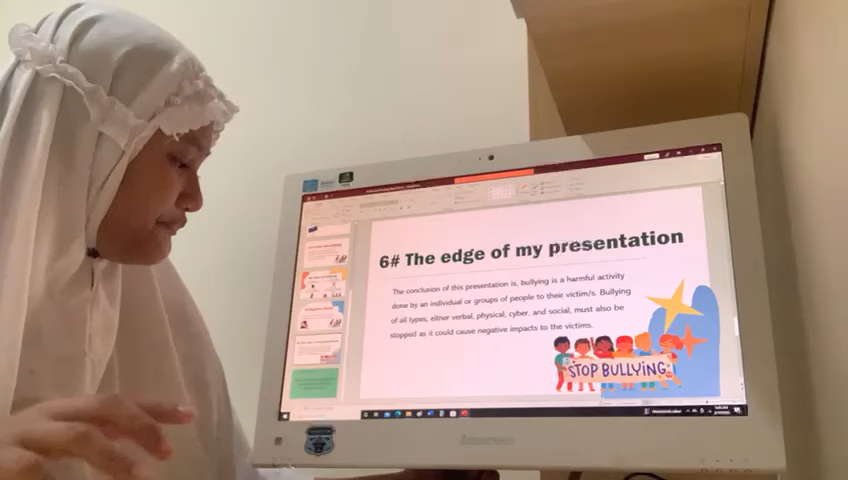 6# The edge of my presentation
The conclusion of this presentation is, bullying is a harmful activity
done by an individual or groups of people to their victim/s. Bullying
of all types, either verbal, physical, cyber, and social, must also be
stopped as it could cause negative impacts to the victims.
STOP BULLYING